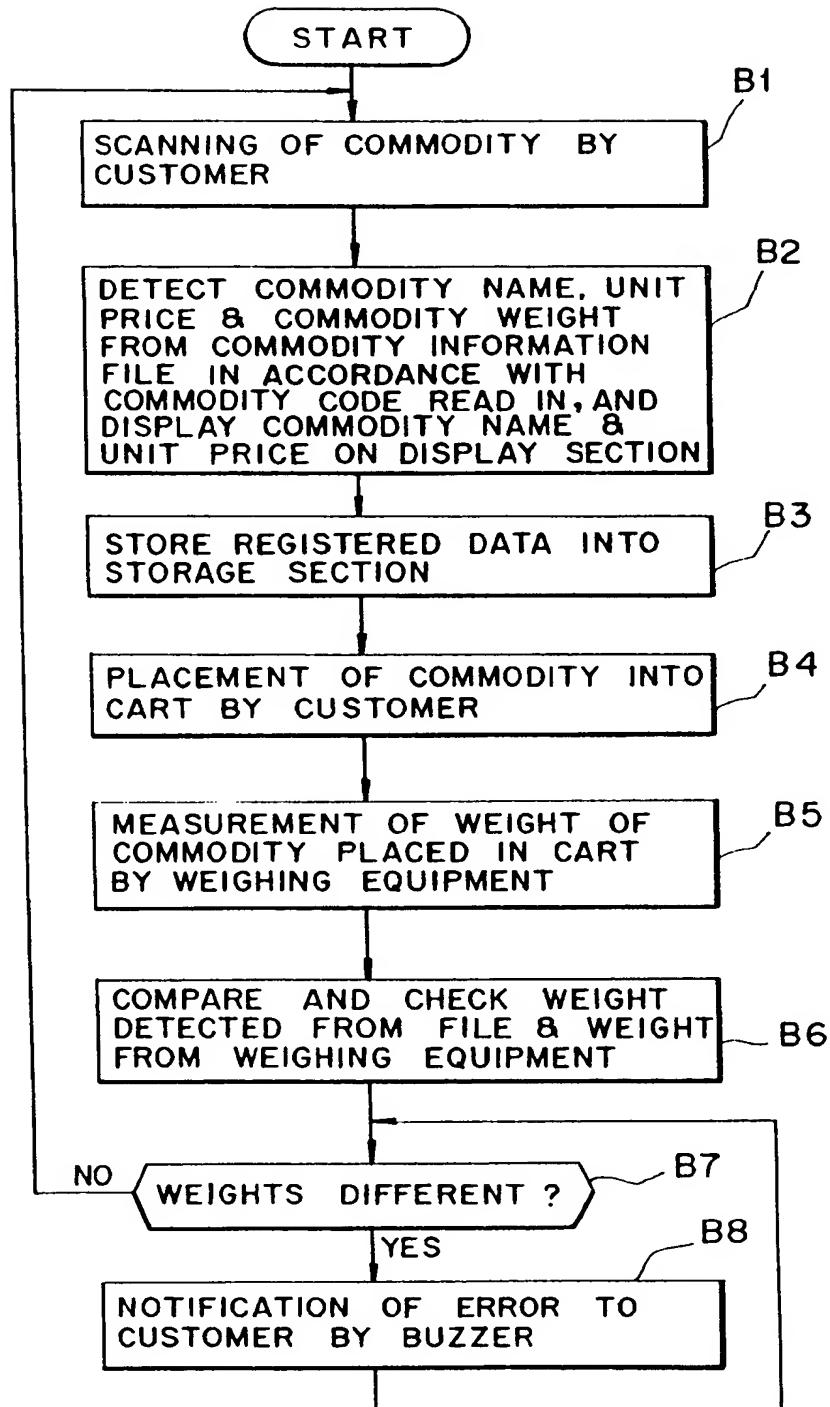 START
B1
SCANNING OF COMMODITY BY
CUSTOMER
B2
DETECT COMMODITY NAME, UNIT
PRICE & COMMODITY WEIGHT
FROM COMMODITY INFORMATION
FILE IN ACCORDANCE WITH
COMMODITY CODE READ IN, AND
DISPLAY COMMODITY NAME &
UNIT PRICE ON DISPLAY SECTION
B3
STORE REGISTERED DATA INTO
STORAGE SECTION
B4
PLACEMENT OF COMMODITY INTO
CART BY CUSTOMER
B5
MEASUREMENT OF WEIGHT OF
COMMODITY PLACED IN CART
BY WEIGHING EQUIPMENT
COMPARE AND CHECK WEIGHT
DETECTED FROM FILE & WEIGHT
FROM WEIGHING EQUIPMENT
B6
NO
WEIGHTS DIFFERENT ?
B7
YES
B8
NOTIFICATION OF ERROR TO
CUSTOMER BY BUZZER